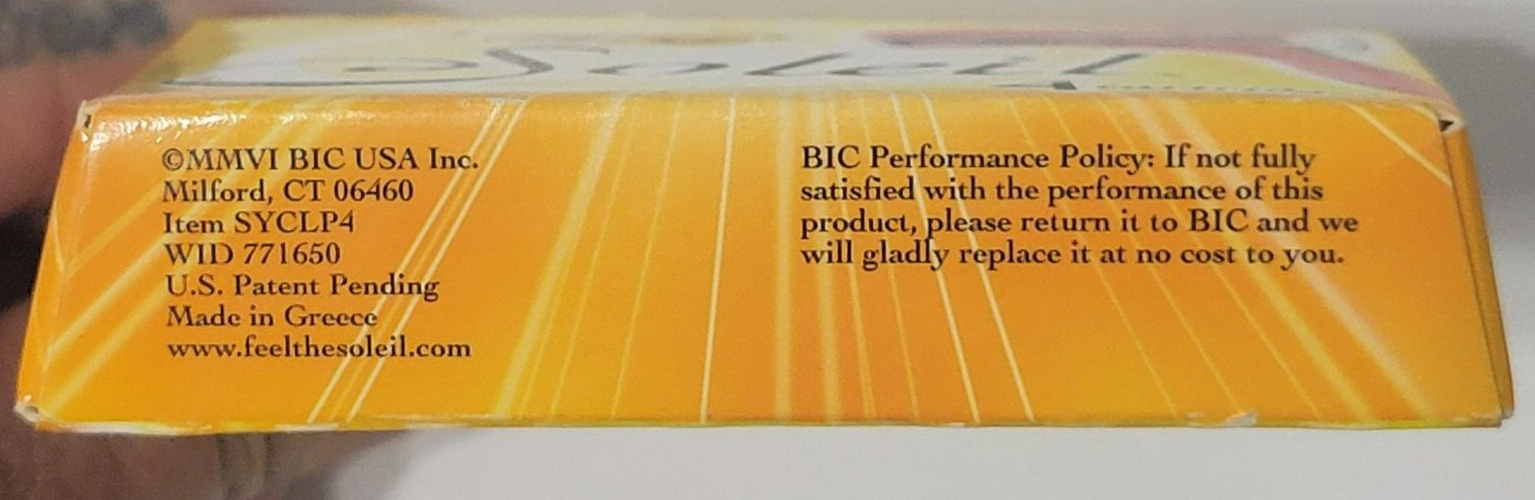 Soleil
©MMVI BIC USA Inc.
Milford, CT 06460
Item SYCLP4
WID 771650
U.S. Patent Pending
Made in Greece
www.feelthesoleil.com
BIC Performance Policy: If not fully
satisfied with the performance of this
product, please return it to BIC and we
will gladly replace it at no cost to you.